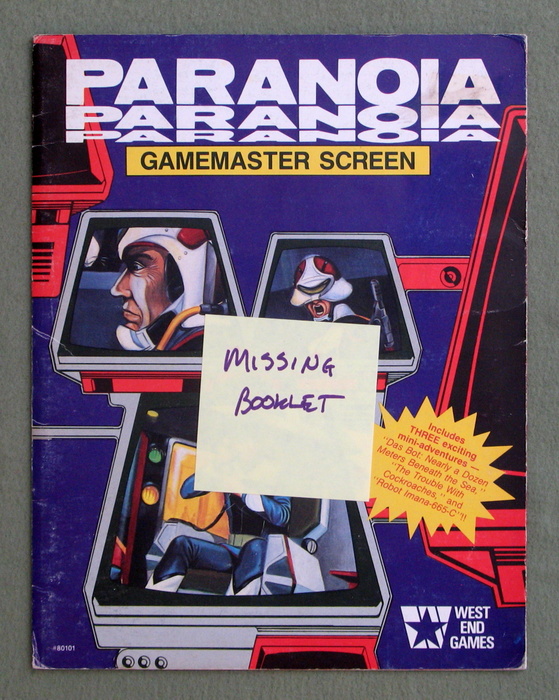 PARANOIA
PARANOIA
PARANOIA
GAMEMASTER SCREEN
MISSING
BOOKLET
Includes
THREE exciting
mini-adventures —
"Das Bot: Nearly a Dozen
Meters Beneath the Sea,"
"The Trouble With
Cockroaches," and
"Robot Imana-665-C"!!
WEST
END
GAMES
#80101